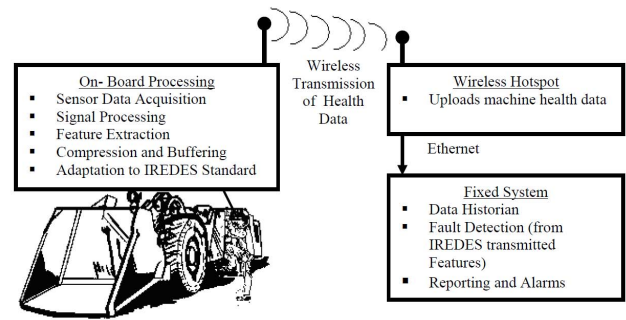 On- Board Processing
▪ Sensor Data Acquisition
▪ Signal Processing
▪ Feature Extraction
▪ Compression and Buffering
▪ Adaptation to IREDES Standard
Wireless
Transmission
of Health
Data
Wireless Hotspot
▪ Uploads machine health data
Ethernet
Fixed System
▪ Data Historian
▪ Fault Detection (from
IREDES transmitted
Features)
▪ Reporting and Alarms